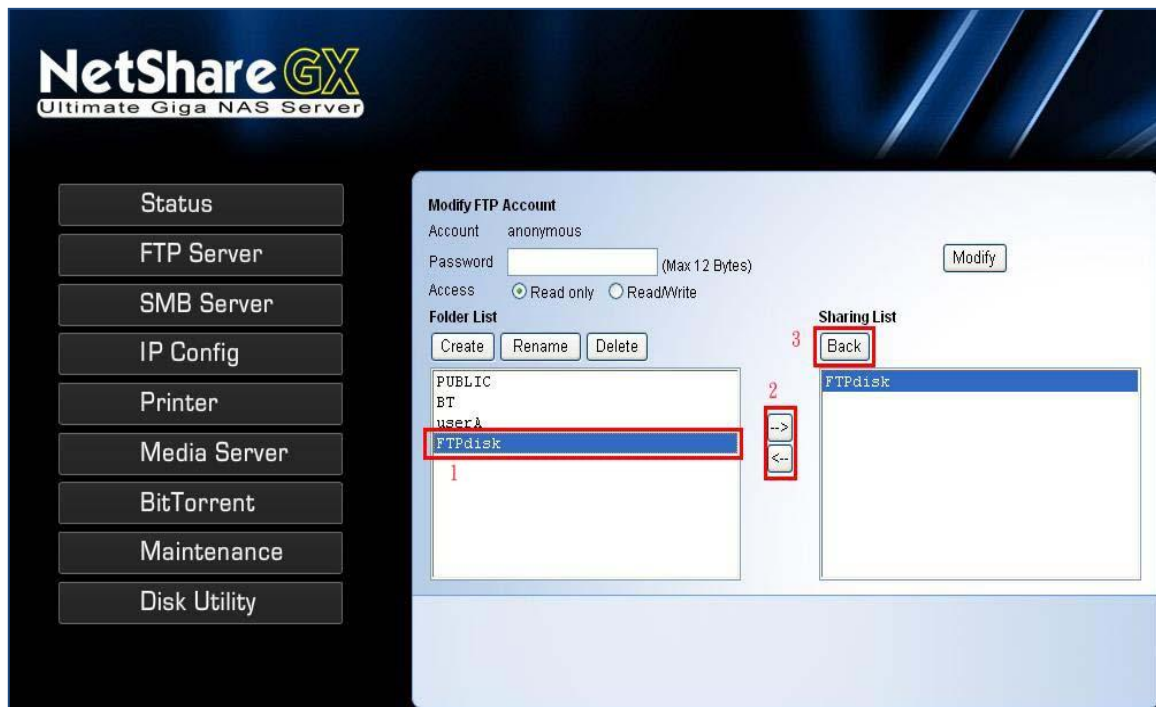 NetShare GX
Ultimate Giga NAS Server
Status
FTP Server
SMB Server
IP Config
Printer
Media Server
BitTorrent
Maintenance
Disk Utility
Modify FTP Account
Account anonymous
Password (Max 12 Bytes)
Modify
Access Read only Read/Write
Folder List
Create Rename Delete
PUBLIC
BT
userA
FTPdisk
1
2
-->
<--
Sharing List
3 Back
FTPdisk